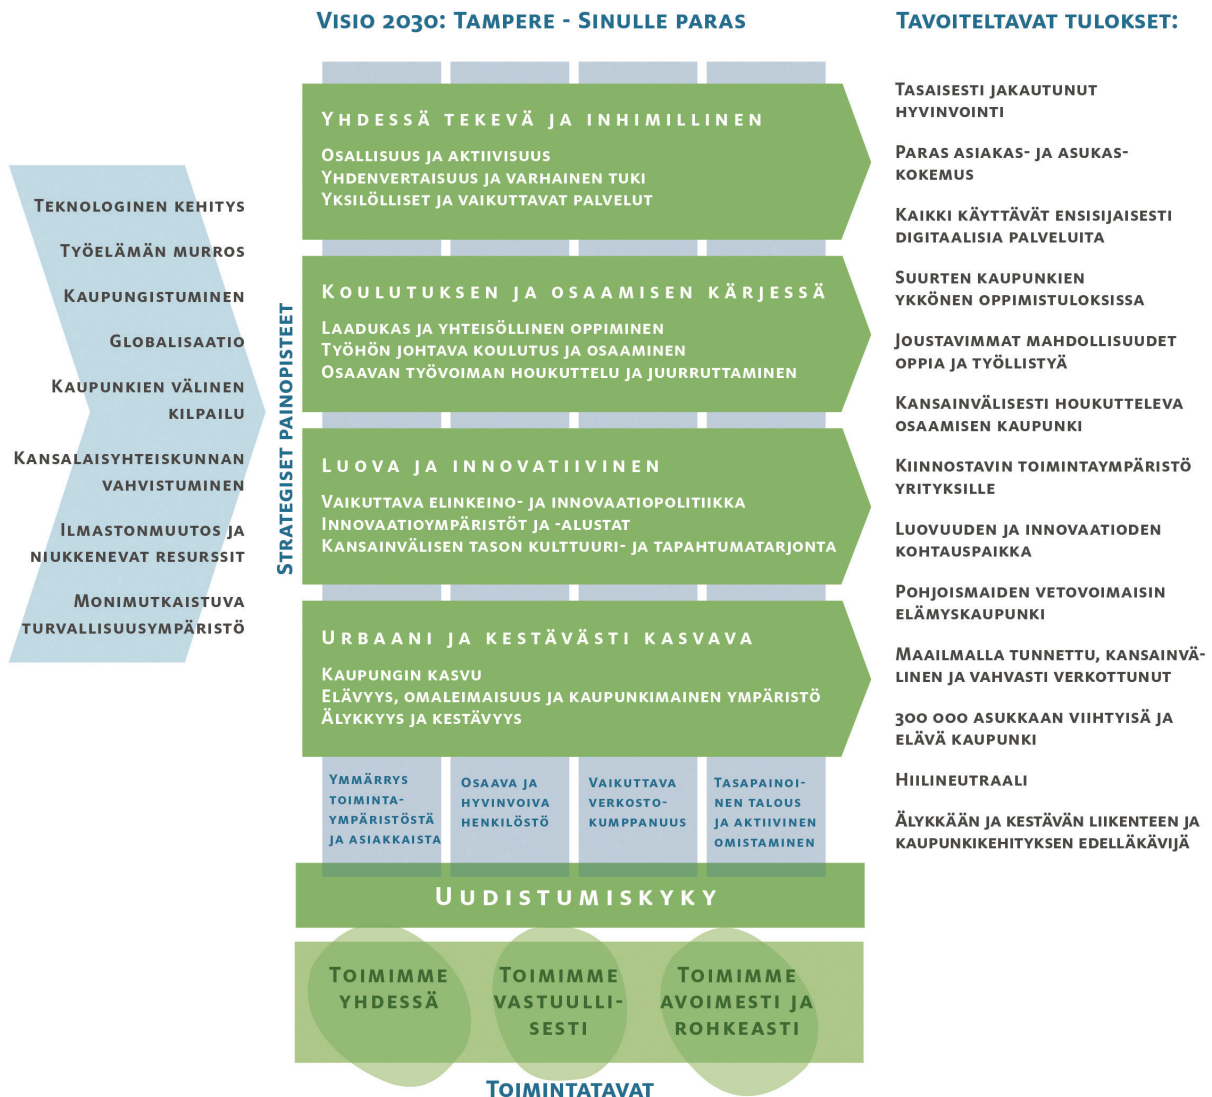 Visio 2030: Tampere - Sinulle paras
Teknologinen kehitys
Työelämän murros
Kaupungistuminen
Globalisaatio
Kaupunkien välinen
kilpailu
Kansalaisyhteiskunnan
vahvistuminen
Ilmastonmuutos ja
niukkenevat resurssit
Monimutkaistuva
turvallisuusympäristö
Strategiset painopisteet
Yhdessä tekevä ja inhimillinen
Osallisuus ja aktiivisuus
Yhdenvertaisuus ja varhainen tuki
Yksilölliset ja vaikuttavat palvelut
Koulutuksen ja osaamisen kärjessä
Laadukas ja yhteisöllinen oppiminen
Työhön johtava koulutus ja osaaminen
Osaavan työvoiman houkuttelu ja juurruttaminen
Luova ja innovatiivinen
Vaikuttava elinkeino- ja innovaatiopolitiikka
Innovaatioympäristöt ja -alustat
Kansainvälisen tason kulttuuri- ja tapahtumatarjonta
Urbaani ja kestävästi kasvava
Kaupungin kasvu
Elävyys, omaleimaisuus ja kaupunkimainen ympäristö
Älykkyys ja kestävyys
Ymmärrys
toiminta-
ympäristöstä
ja asiakkaista
Osaava ja
hyvinvoiva
henkilöstö
Vaikuttava
verkosto-
kumppanuus
Tasapainoi-
nen talous
ja aktiivinen
omistaminen
Uudistumiskyky
Toimimme
yhdessä
Toimimme
vastuulli-
sesti
Toimimme
avoimesti ja
rohkeasti
Toimintatavat
Tavoiteltavat tulokset:
Tasaisesti jakautunut
hyvinvointi
Paras asiakas- ja asukas-
kokemus
Kaikki käyttävät ensisijaisesti
digitaalisia palveluita
Suurten kaupunkien
ykkönen oppimistuloksissa
Joustavimmat mahdollisuudet
oppia ja työllistyä
Kansainvälisesti houkutteleva
osaamisen kaupunki
Kiinnostavin toimintaympäristö
yrityksille
Luovuuden ja innovaatioden
kohtauspaikka
Pohjoismaiden vetovoimaisin
elämyskaupunki
Maailmalla tunnettu, kansainvä-
linen ja vahvasti verkottunut
300 000 asukkaan viihtyisä ja
elävä kaupunki
Hiilineutraali
Älykkään ja kestävän liikenteen ja
kaupunkikehityksen edelläkävijä